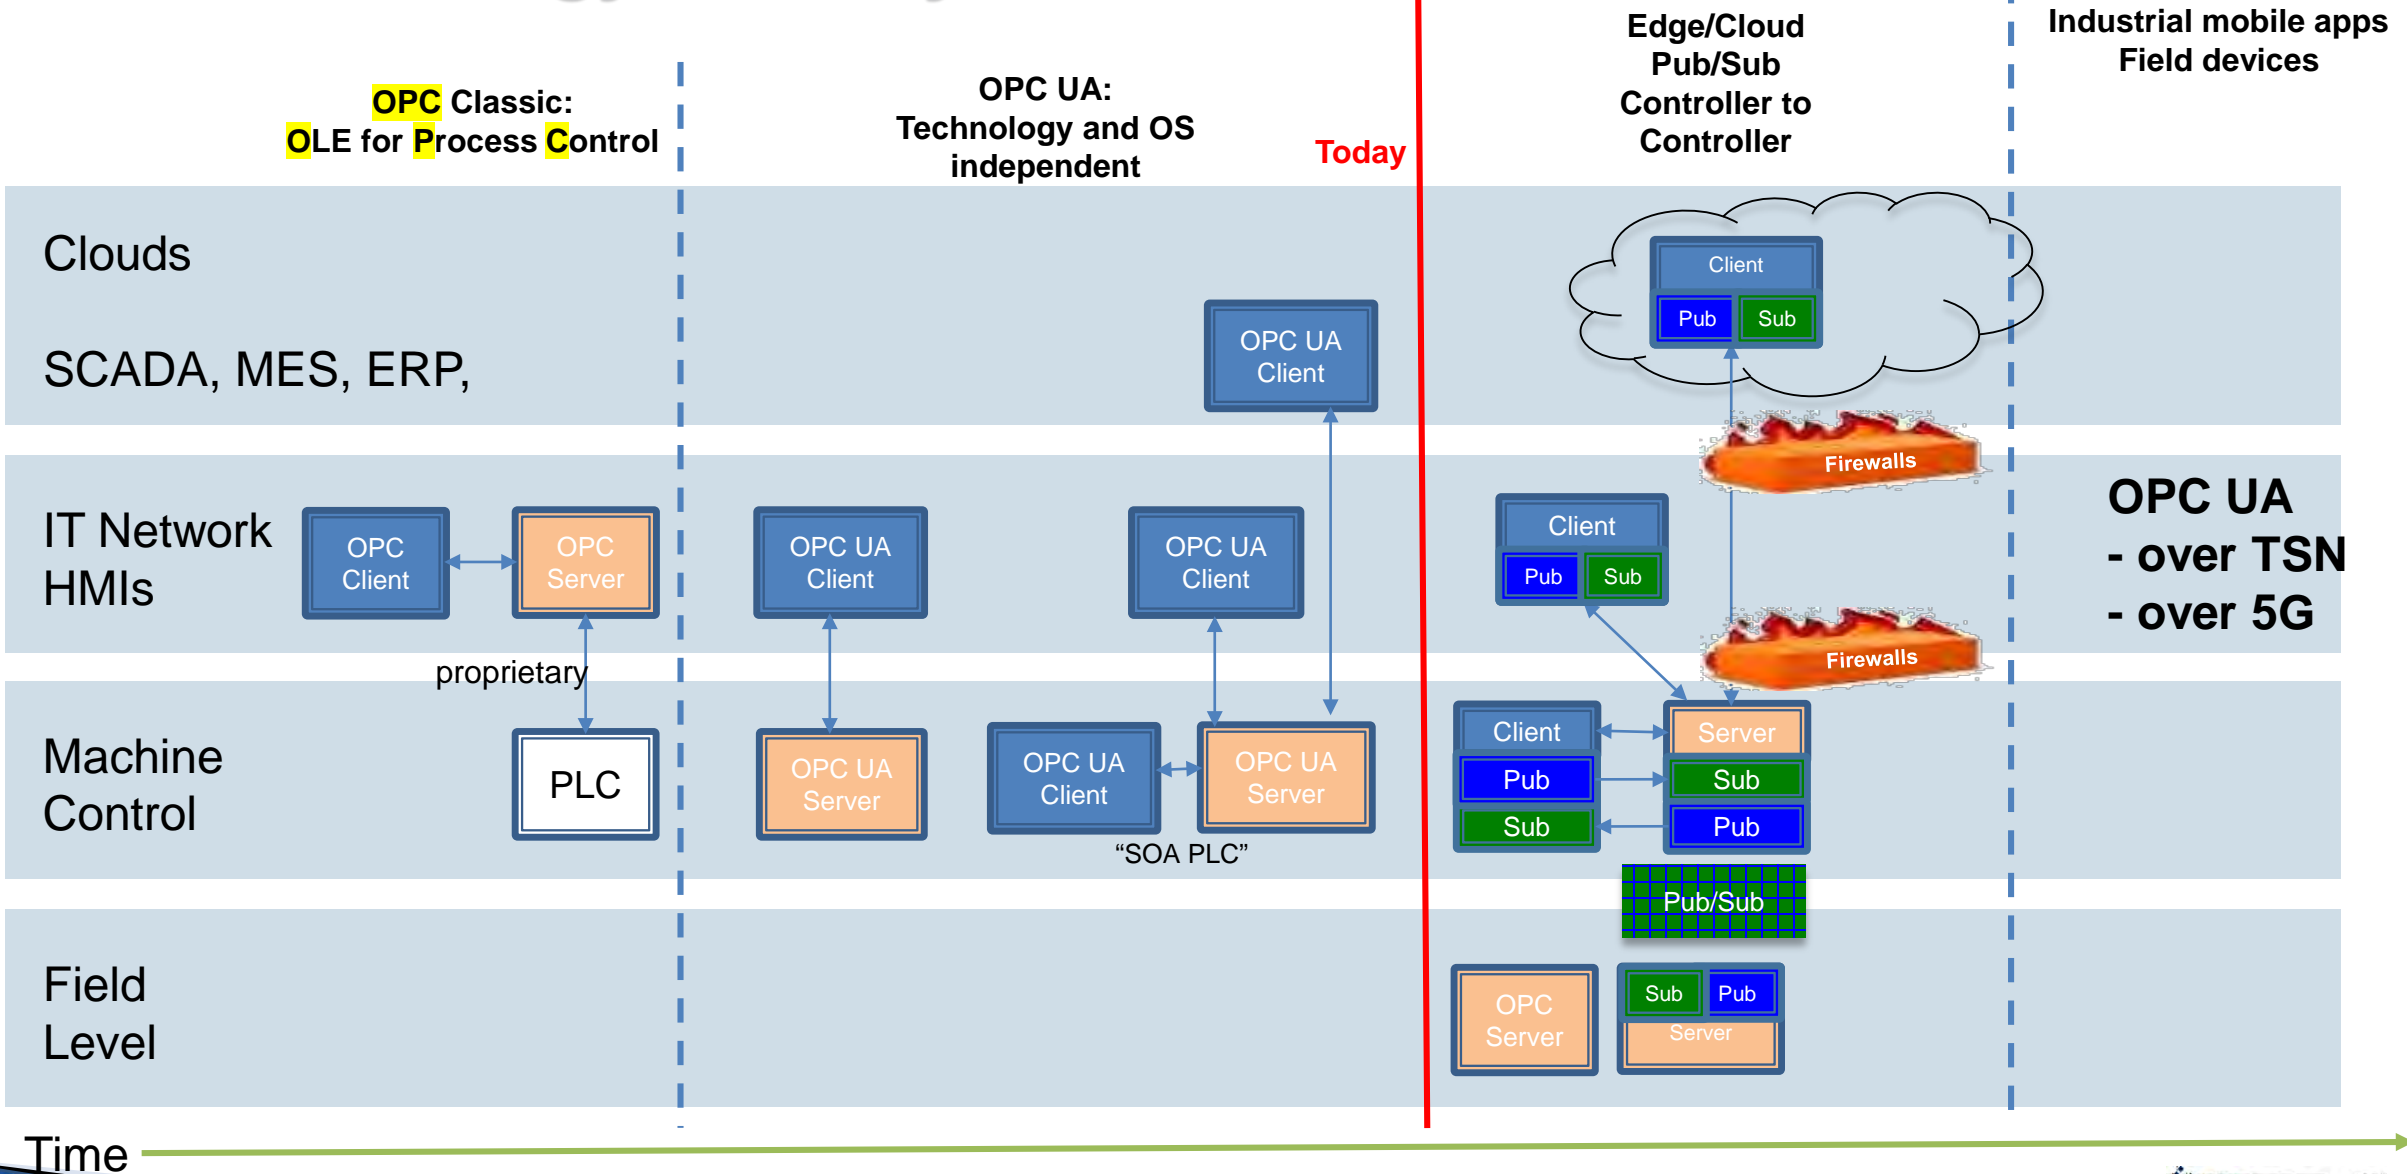 Industrial mobile apps
Field devices
Edge/Cloud
Pub/Sub
Controller to
Controller
OPC UA:
Technology and OS
independent
OPC Classic:
OLE for Process Control
Today
Clouds
SCADA, MES, ERP,
Client
Pub
Sub
OPC UA
Client
Firewalls
IT Network
HMIs
OPC
Client
OPC
Server
OPC UA
Client
OPC UA
Client
Client
Pub
Sub
OPC UA
- over TSN
- over 5G
proprietary
Firewalls
Machine
Control
PLC
OPC UA
Server
OPC UA
Client
OPC UA
Server
"SOA PLC"
Client
Pub
Sub
Server
Sub
Pub
Pub/Sub
Field
Level
OPC
Server
Sub
Pub
Server
Time